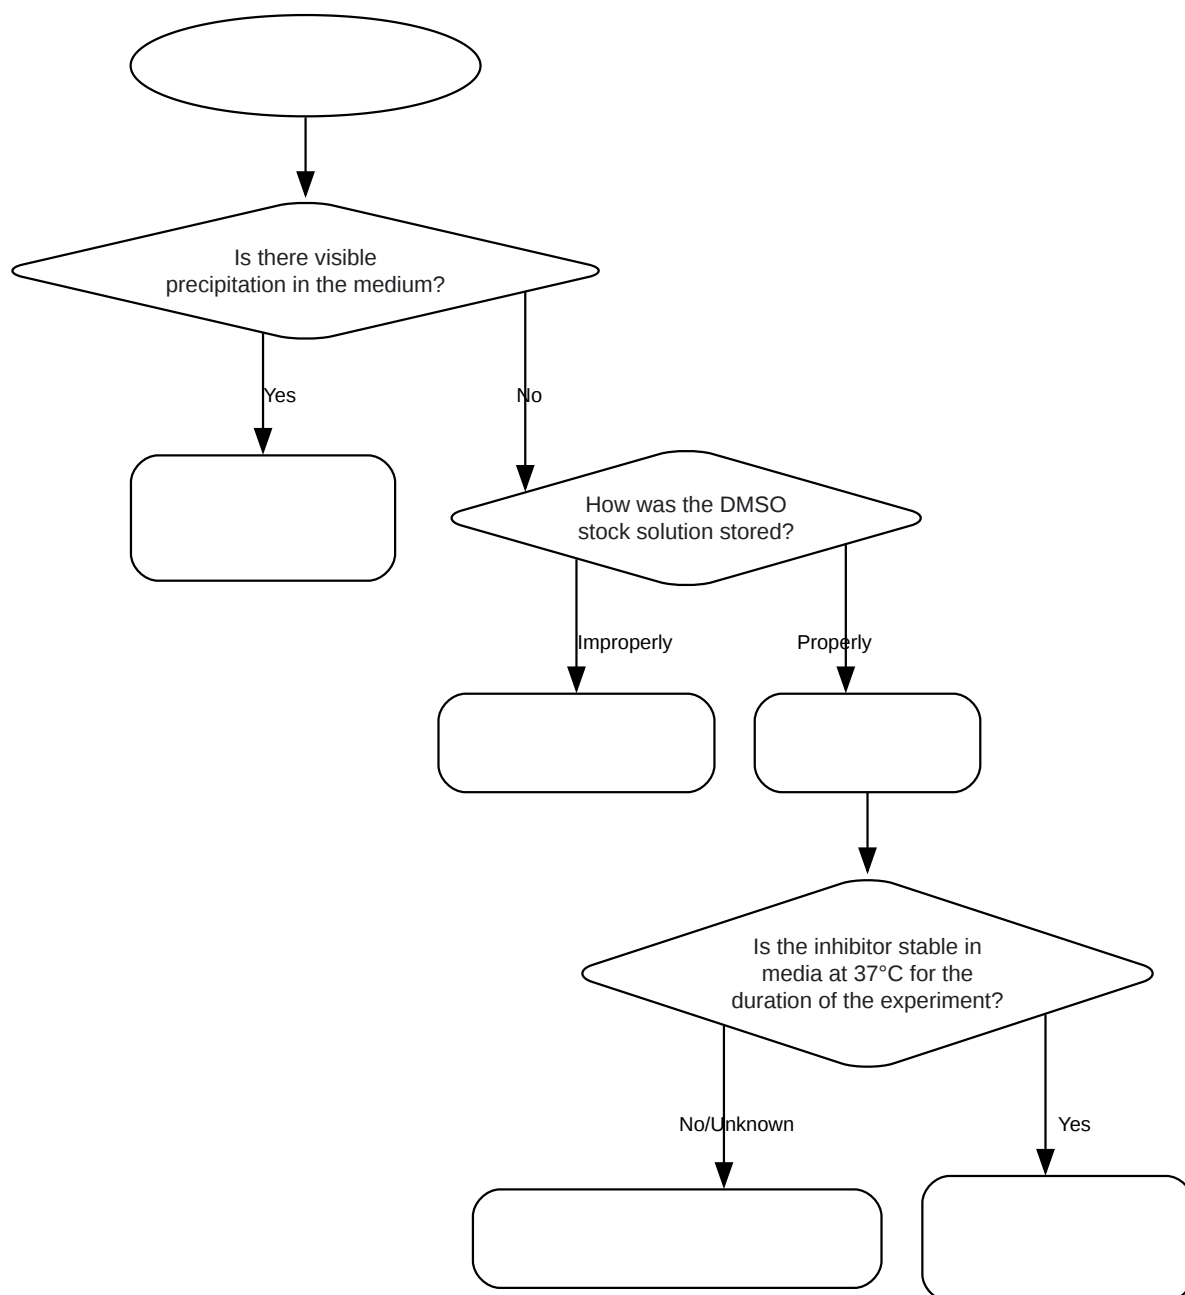 Is there visible
precipitation in the medium?
Yes
No
How was the DMSO
stock solution stored?
Improperly
Properly
Is the inhibitor stable in
media at 37°C for the
duration of the experiment?
No/Unknown
Yes